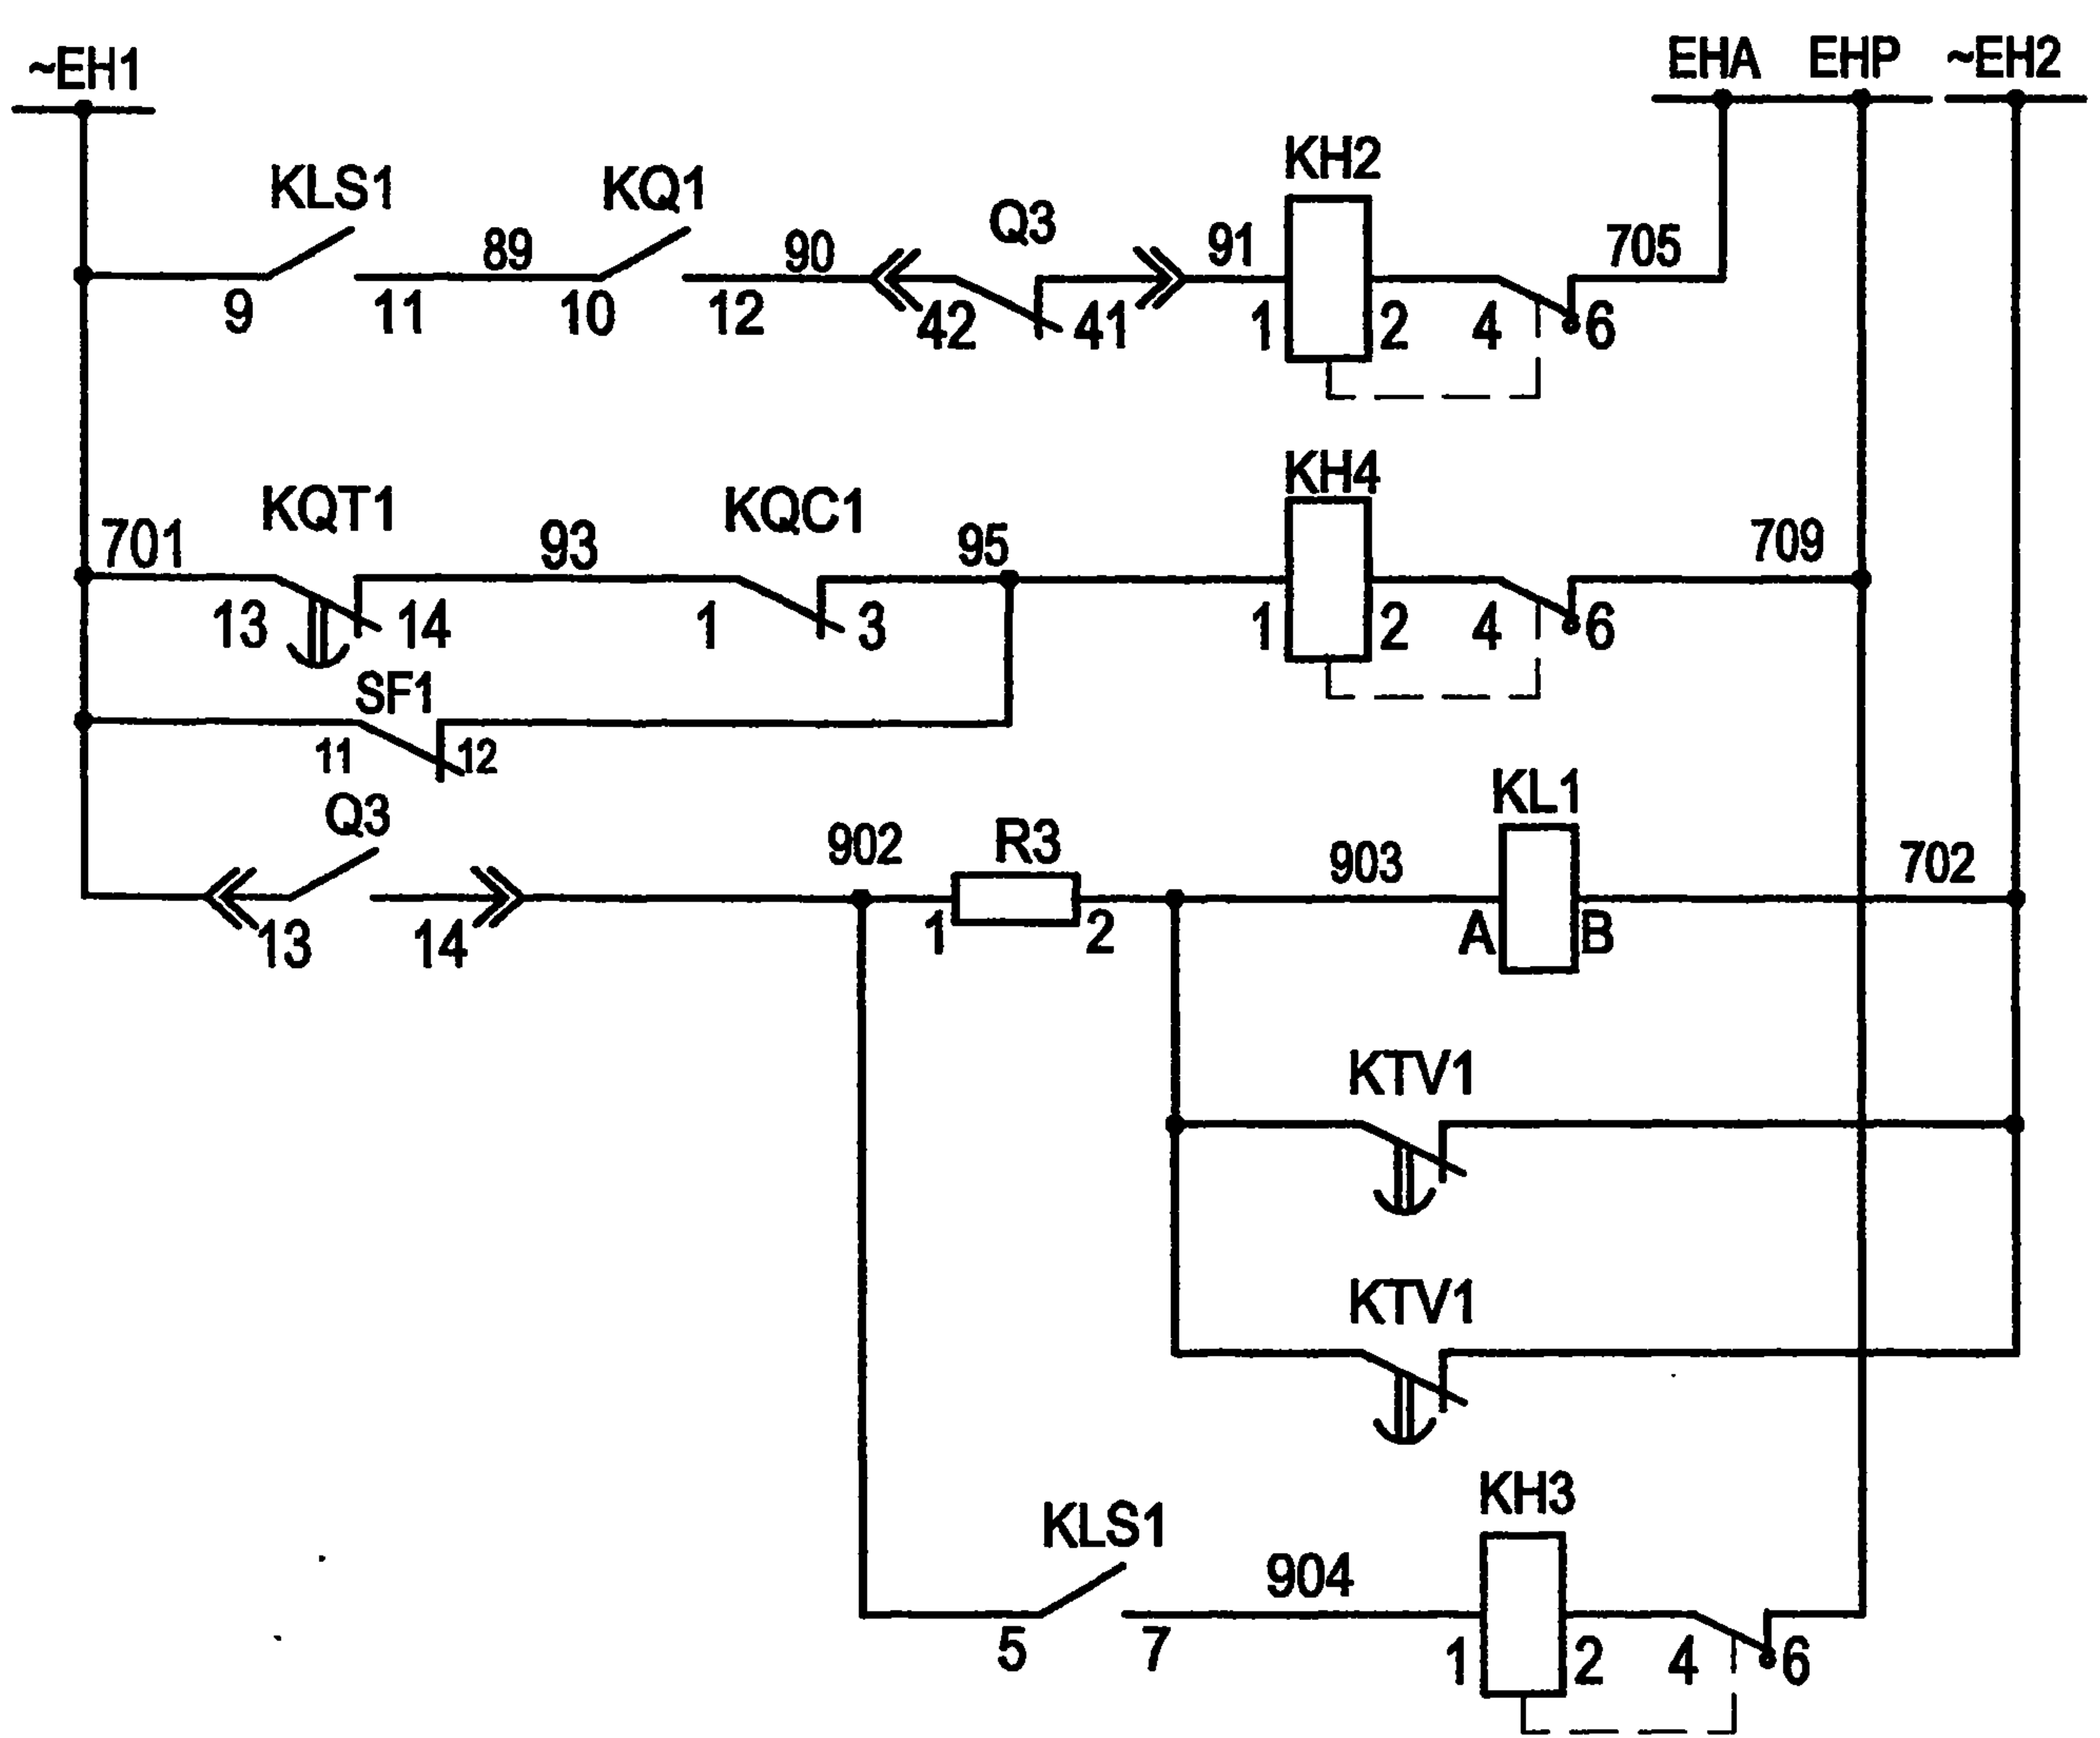 ~EH1
EHA EHP ~EH2
KLS1 KQ1 Q3 KH2
89 90 91 705
9 11 10 12 42 41 1 2 4 6
KQT1 KQC1 KH4
701 93 95 709
13 14 1 3 1 2 4 6
SF1
11 12
Q3 KL1
902 R3 903 702
13 14 1 2 A B
KTV1
KTV1
KLS1 KH3
904
5 7 1 2 4 6